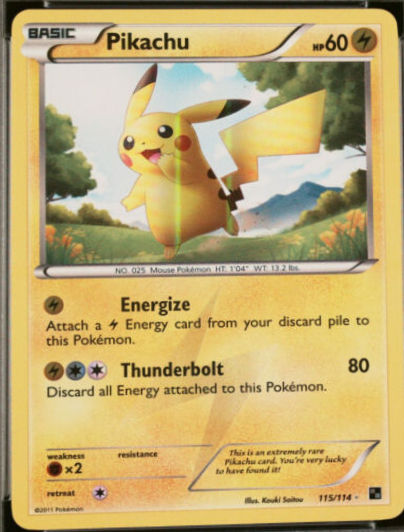 BASIC
Pikachu
HP60
NO. 025 Mouse Pokémon HT: 1'04" WT: 13.2 lbs.
Energize
Attach a Energy card from your discard pile to
this Pokémon.
Thunderbolt 80
Discard all Energy attached to this Pokémon.
weakness resistance
×2
retreat
This is an extremely rare
Pikachu card. You're very lucky
to have found it!
©2011 Pokémon
Illus. Kouki Saitou 115/114